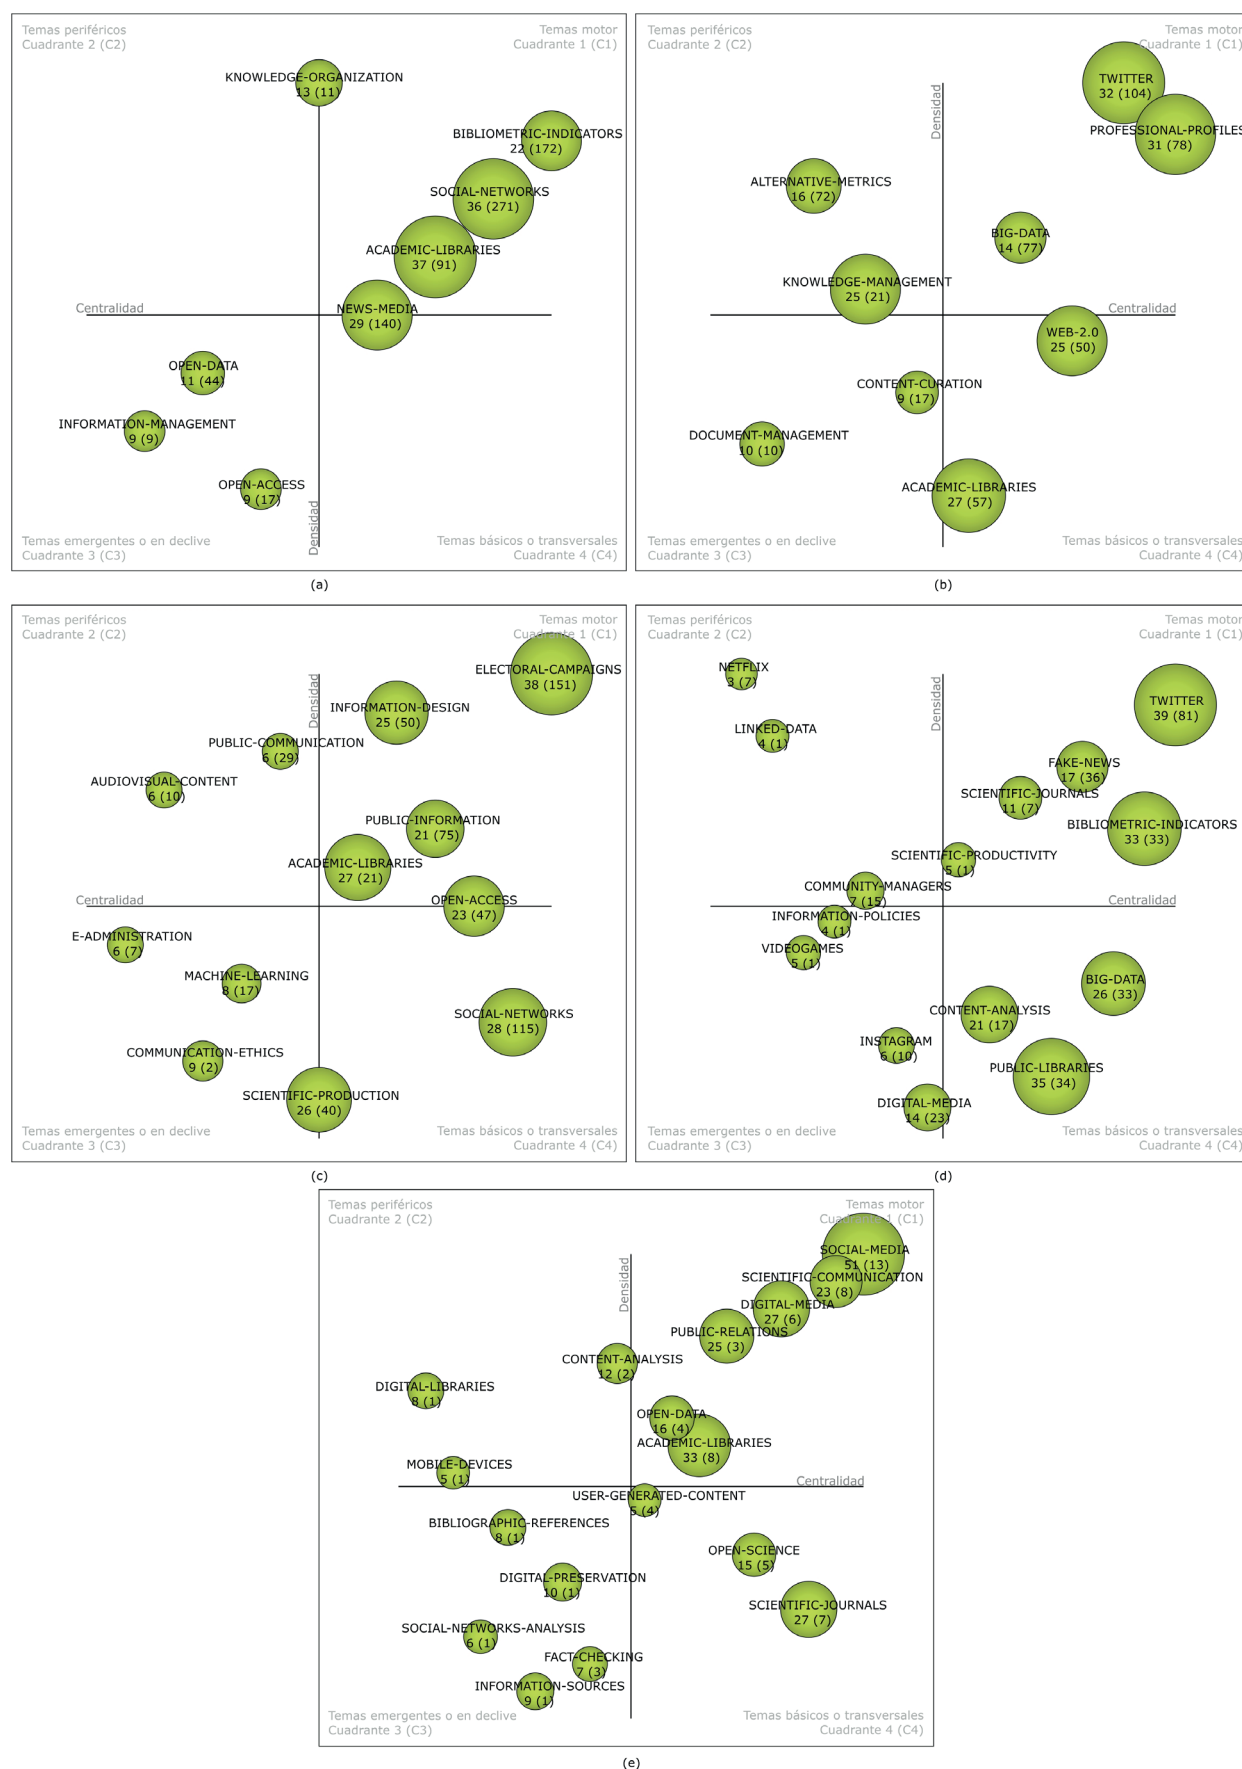 Temas periféricos
Cuadrante 2 (C2)
Temas motor
Cuadrante 1 (C1)
KNOWLEDGE-ORGANIZATION
13 (11)
BIBLIOMETRIC-INDICATORS
22 (172)
SOCIAL-NETWORKS
36 (271)
ACADEMIC-LIBRARIES
37 (91)
NEWS-MEDIA
29 (140)
Centralidad
OPEN-DATA
11 (44)
INFORMATION-MANAGEMENT
9 (9)
OPEN-ACCESS
9 (17)
Densidad
Temas emergentes o en declive
Cuadrante 3 (C3)
Temas básicos o transversales
Cuadrante 4 (C4)
(a)
Temas periféricos
Cuadrante 2 (C2)
Temas motor
Cuadrante 1 (C1)
TWITTER
32 (104)
Densidad
PROFESSIONAL-PROFILES
31 (78)
ALTERNATIVE-METRICS
16 (72)
BIG-DATA
14 (77)
KNOWLEDGE-MANAGEMENT
25 (21)
Centralidad
WEB-2.0
25 (50)
CONTENT-CURATION
9 (17)
DOCUMENT-MANAGEMENT
10 (10)
ACADEMIC-LIBRARIES
27 (57)
Temas emergentes o en declive
Cuadrante 3 (C3)
Temas básicos o transversales
Cuadrante 4 (C4)
(b)
Temas periféricos
Cuadrante 2 (C2)
Temas motor
Cuadrante 1 (C1)
ELECTORAL-CAMPAIGNS
38 (151)
Densidad
INFORMATION-DESIGN
25 (50)
PUBLIC-COMMUNICATION
6 (29)
AUDIOVISUAL-CONTENT
6 (10)
PUBLIC-INFORMATION
21 (75)
ACADEMIC-LIBRARIES
27 (21)
Centralidad
OPEN-ACCESS
23 (47)
E-ADMINISTRATION
6 (7)
MACHINE-LEARNING
8 (17)
SOCIAL-NETWORKS
28 (115)
COMMUNICATION-ETHICS
9 (2)
SCIENTIFIC-PRODUCTION
26 (40)
Temas emergentes o en declive
Cuadrante 3 (C3)
Temas básicos o transversales
Cuadrante 4 (C4)
(c)
Temas periféricos
Cuadrante 2 (C2)
Temas motor
Cuadrante 1 (C1)
NETFLIX
3 (7)
Densidad
TWITTER
39 (81)
LINKED-DATA
4 (1)
FAKE-NEWS
17 (36)
SCIENTIFIC-JOURNALS
11 (7)
BIBLIOMETRIC-INDICATORS
33 (33)
SCIENTIFIC-PRODUCTIVITY
5 (1)
COMMUNITY-MANAGERS
7 (15)
Centralidad
INFORMATION-POLICIES
4 (1)
VIDEOGAMES
5 (1)
BIG-DATA
26 (33)
CONTENT-ANALYSIS
21 (17)
INSTAGRAM
6 (10)
PUBLIC-LIBRARIES
35 (34)
DIGITAL-MEDIA
14 (23)
Temas emergentes o en declive
Cuadrante 3 (C3)
Temas básicos o transversales
Cuadrante 4 (C4)
(d)
Temas periféricos
Cuadrante 2 (C2)
Temas motor
Cuadrante 1 (C1)
SOCIAL-MEDIA
51 (13)
Densidad
SCIENTIFIC-COMMUNICATION
23 (8)
DIGITAL-MEDIA
27 (6)
PUBLIC-RELATIONS
25 (3)
CONTENT-ANALYSIS
12 (2)
DIGITAL-LIBRARIES
8 (1)
OPEN-DATA
16 (4)
ACADEMIC-LIBRARIES
33 (8)
MOBILE-DEVICES
5 (1)
Centralidad
USER-GENERATED-CONTENT
5 (4)
BIBLIOGRAPHIC-REFERENCES
8 (1)
OPEN-SCIENCE
15 (5)
DIGITAL-PRESERVATION
10 (1)
SCIENTIFIC-JOURNALS
27 (7)
SOCIAL-NETWORKS-ANALYSIS
6 (1)
FACT-CHECKING
7 (3)
INFORMATION-SOURCES
9 (1)
Temas emergentes o en declive
Cuadrante 3 (C3)
Temas básicos o transversales
Cuadrante 4 (C4)
(e)